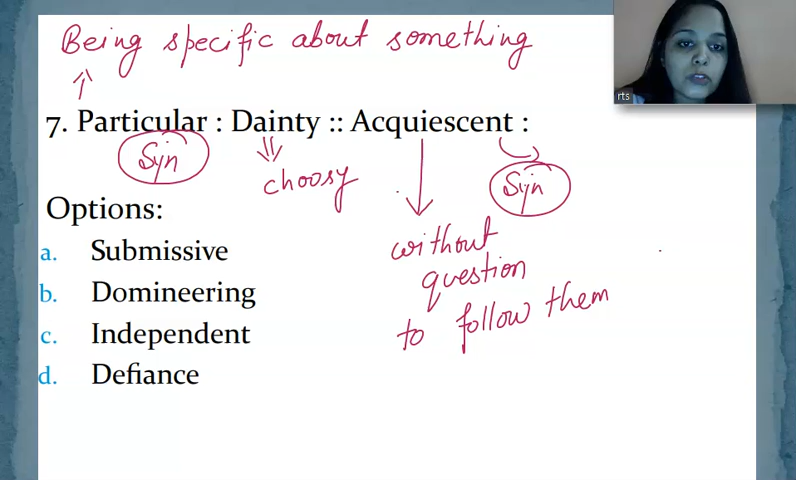 Being specific about something
rts
7. Particular : Dainty :: Acquiescent :
Syn
choosy
Syn
Options:
a. Submissive
b. Domineering
c. Independent
d. Defiance
without
question
to follow them